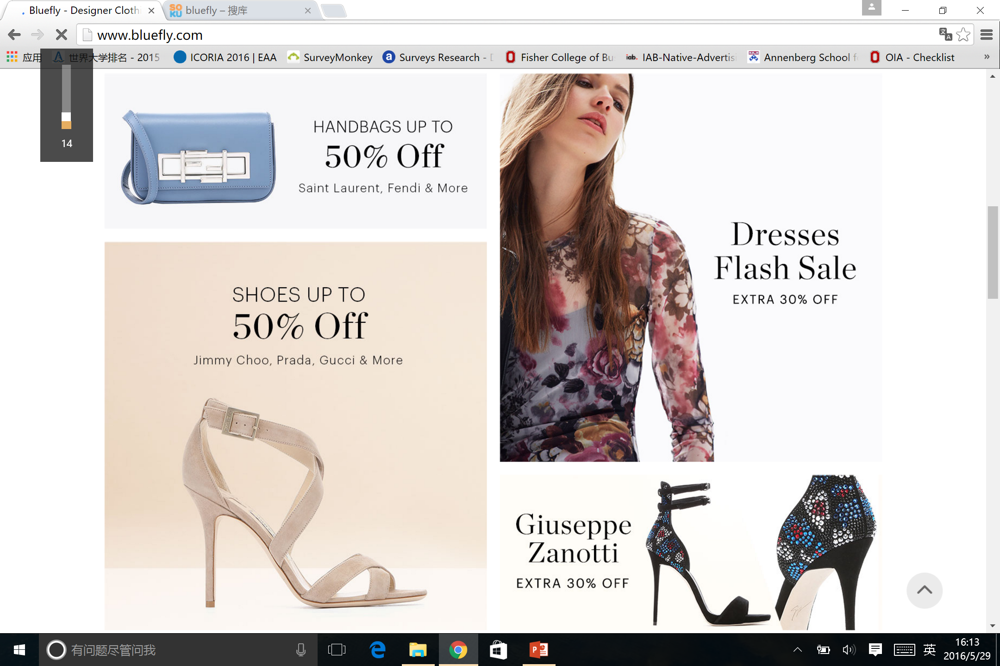 Bluefly - Designer Cloth
SOKU
bluefly – 搜库
www.bluefly.com
应用
世界大学排名 - 2015
ICORIA 2016 | EAA
SurveyMonkey
Surveys Research -
Fisher College of Bu
iab.
IAB-Native-Advertisi
Annenberg School f
OIA - Checklist
»
14
HANDBAGS UP TO
50% Off
Saint Laurent, Fendi & More
SHOES UP TO
50% Off
Jimmy Choo, Prada, Gucci & More
Dresses
Flash Sale
EXTRA 30% OFF
Giuseppe
Zanotti
EXTRA 30% OFF
有问题尽管问我
英
16:13
2016/5/29